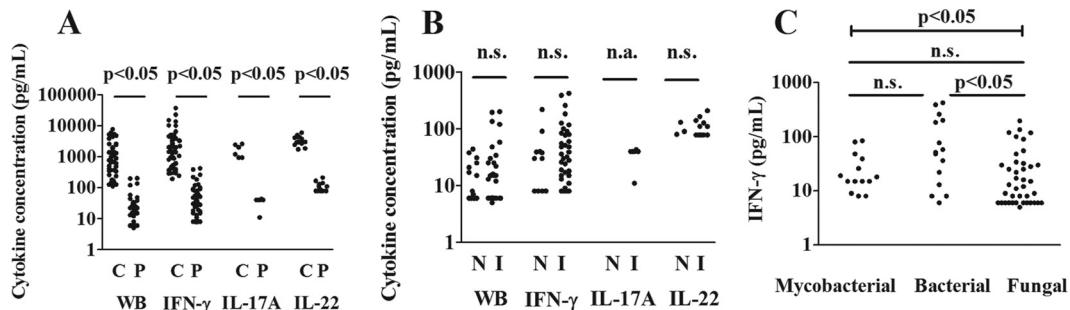 A
Cytokine concentration (pg/mL)
p<0.05 p<0.05 p<0.05 p<0.05
100000
10000
1000
100
10
1
C P C P C P C P
WB IFN-γ IL-17A IL-22
B
Cytokine concentration (pg/mL)
n.s. n.s. n.a. n.s.
1000
100
10
1
N I N I N I N I
WB IFN-γ IL-17A IL-22
C
IFN-γ (pg/mL)
p<0.05
n.s.
n.s. p<0.05
1000
100
10
1
Mycobacterial Bacterial Fungal